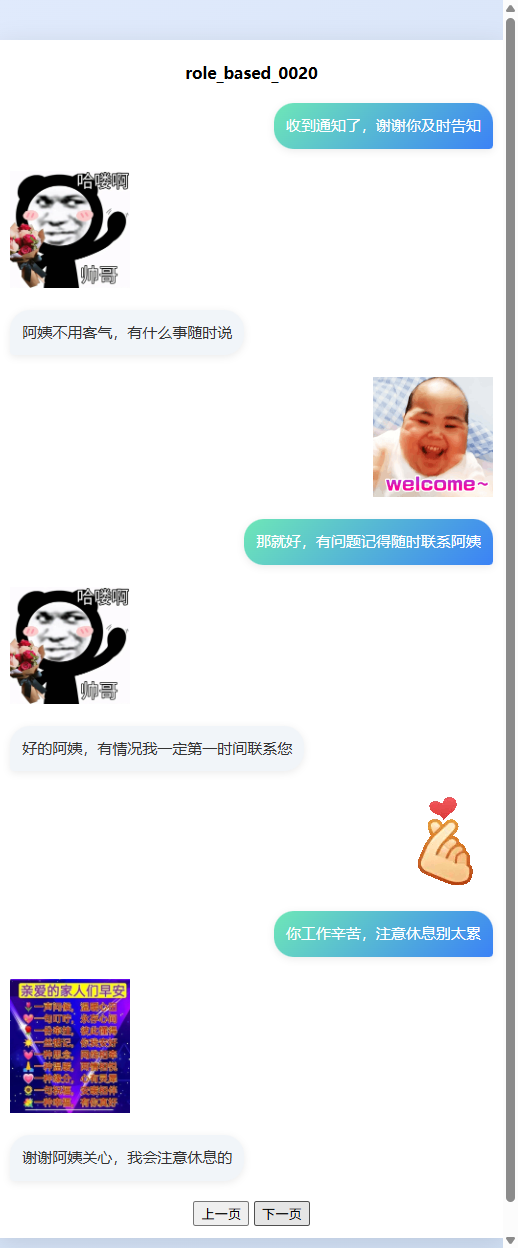 role_based_0020
收到通知了，谢谢你及时告知
哈喽啊
帅哥
阿姨不用客气，有什么事随时说
welcome~
那就好，有问题记得随时联系阿姨
哈喽啊
帅哥
好的阿姨，有情况我一定第一时间联系您
你工作辛苦，注意休息别太累
亲爱的家人们早安
谢谢阿姨关心，我会注意休息的
上一页 下一页